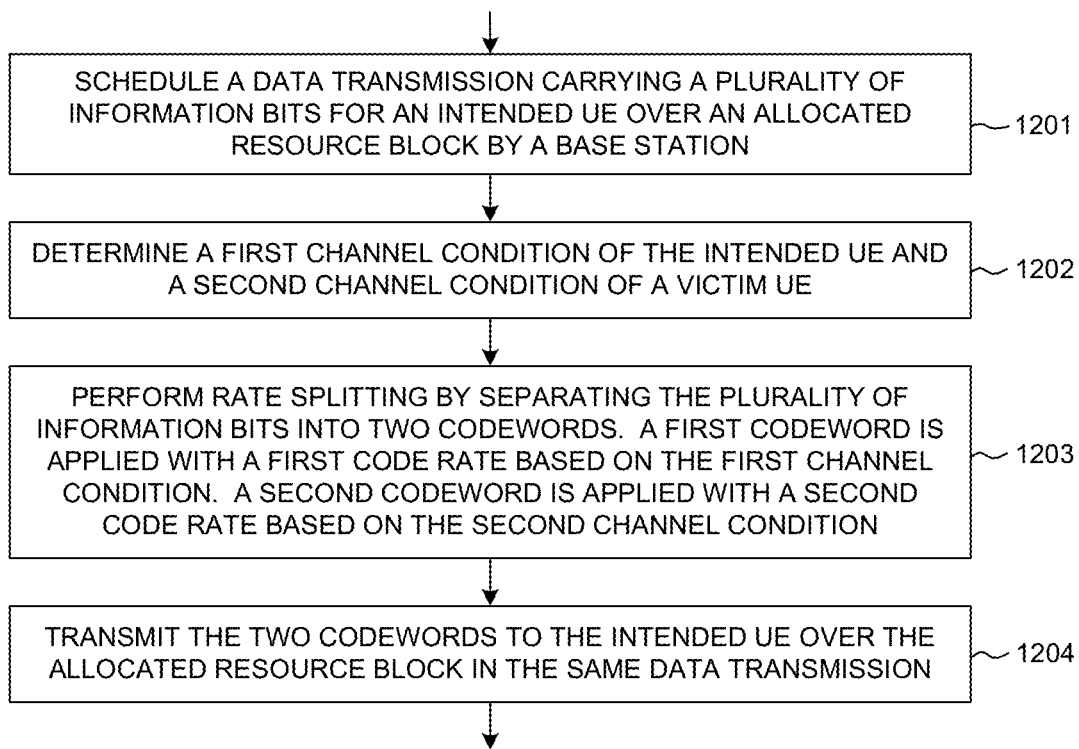 SCHEDULE A DATA TRANSMISSION CARRYING A PLURALITY OF
INFORMATION BITS FOR AN INTENDED UE OVER AN ALLOCATED
RESOURCE BLOCK BY A BASE STATION
1201
DETERMINE A FIRST CHANNEL CONDITION OF THE INTENDED UE AND
A SECOND CHANNEL CONDITION OF A VICTIM UE
1202
PERFORM RATE SPLITTING BY SEPARATING THE PLURALITY OF
INFORMATION BITS INTO TWO CODEWORDS. A FIRST CODEWORD IS
APPLIED WITH A FIRST CODE RATE BASED ON THE FIRST CHANNEL
CONDITION. A SECOND CODEWORD IS APPLIED WITH A SECOND
CODE RATE BASED ON THE SECOND CHANNEL CONDITION
1203
TRANSMIT THE TWO CODEWORDS TO THE INTENDED UE OVER THE
ALLOCATED RESOURCE BLOCK IN THE SAME DATA TRANSMISSION
1204